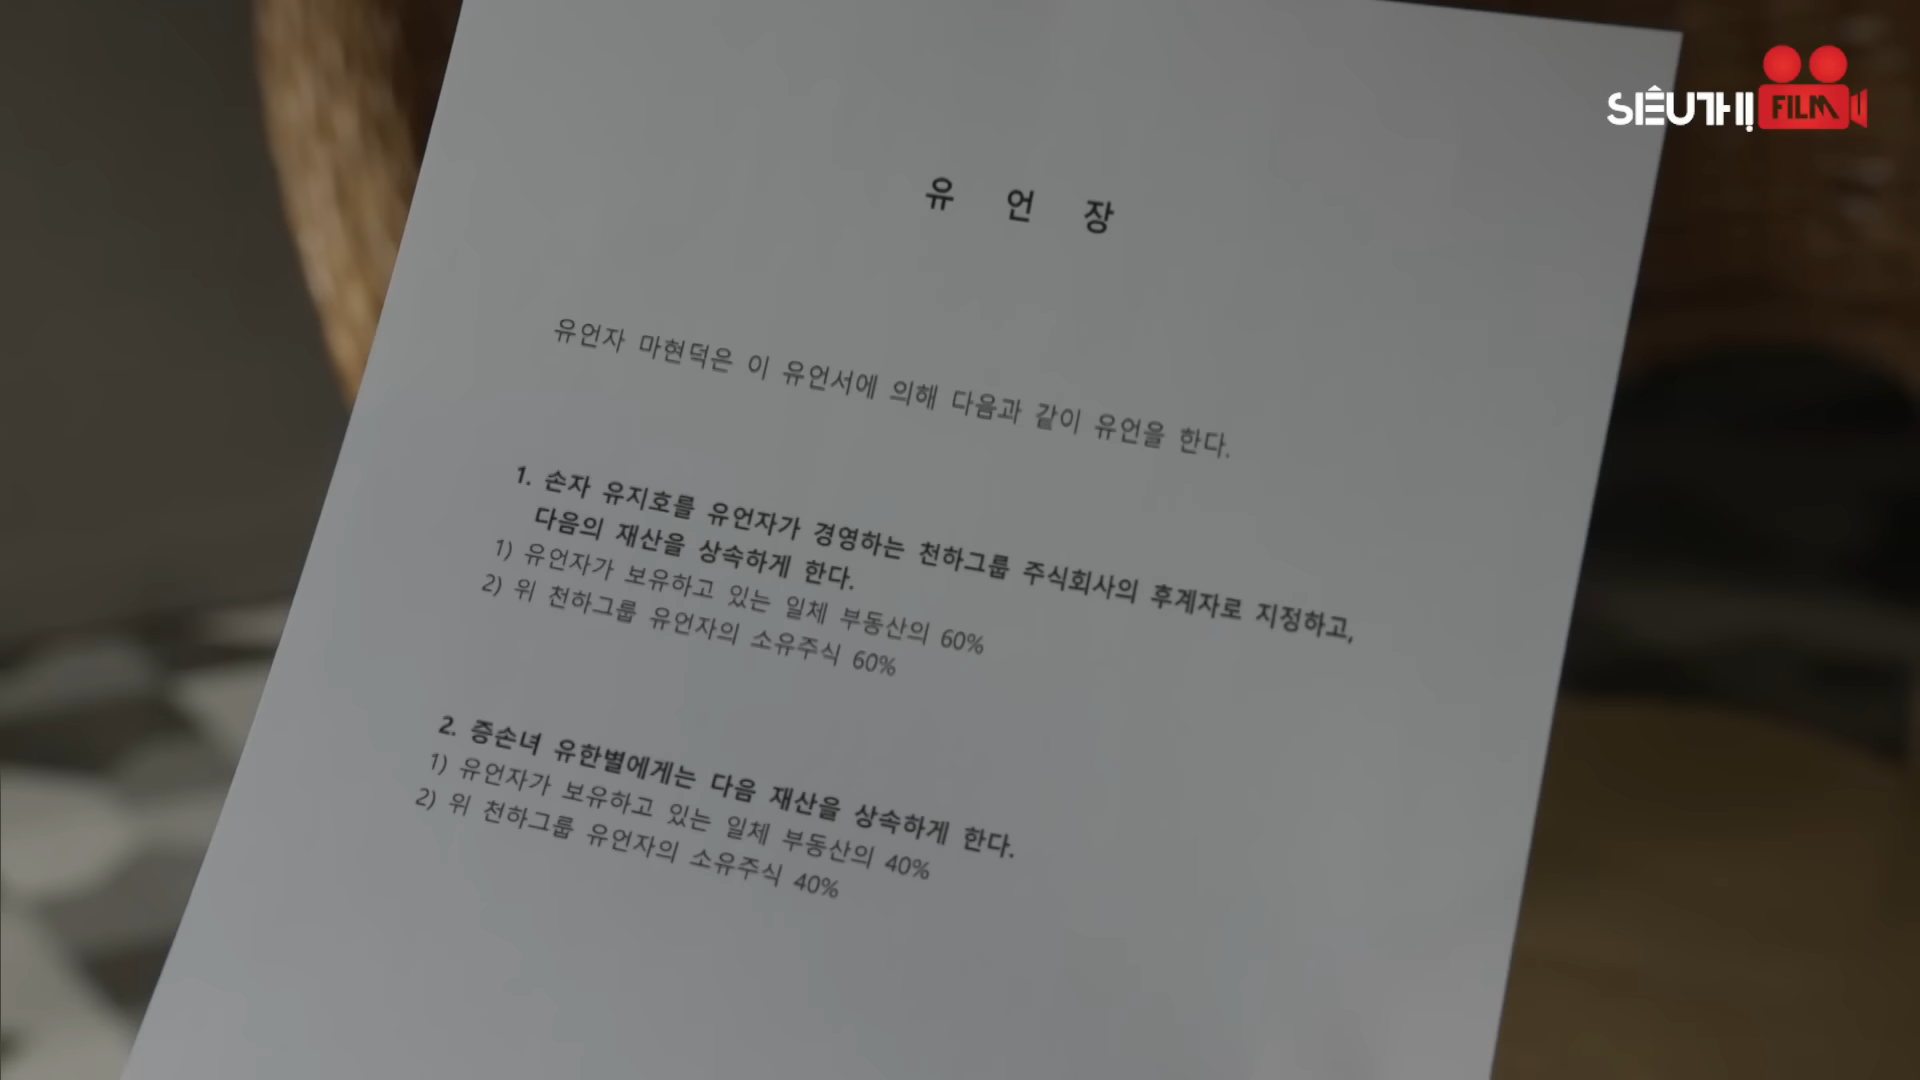 SIÊUTHỊ FILM
유 언 장
유언자 마현덕은 이 유언서에 의해 다음과 같이 유언을 한다.
1. 손자 유지호를 유언자가 경영하는 천하그룹 주식회사의 후계자로 지정하고,
다음의 재산을 상속하게 한다.
1) 유언자가 보유하고 있는 일체 부동산의 60%
2) 위 천하그룹 유언자의 소유주식 60%
2. 증손녀 유한별에게는 다음 재산을 상속하게 한다.
1) 유언자가 보유하고 있는 일체 부동산의 40%
2) 위 천하그룹 유언자의 소유주식 40%